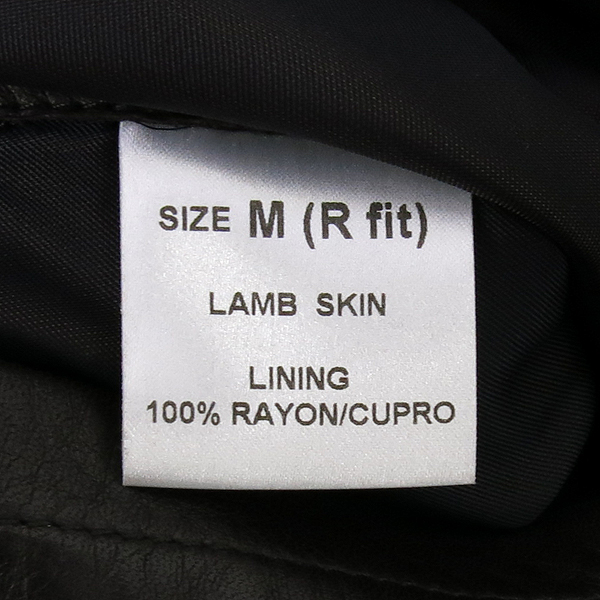 SIZE M (R fit)
LAMB SKIN
LINING
100% RAYON/CUPRO